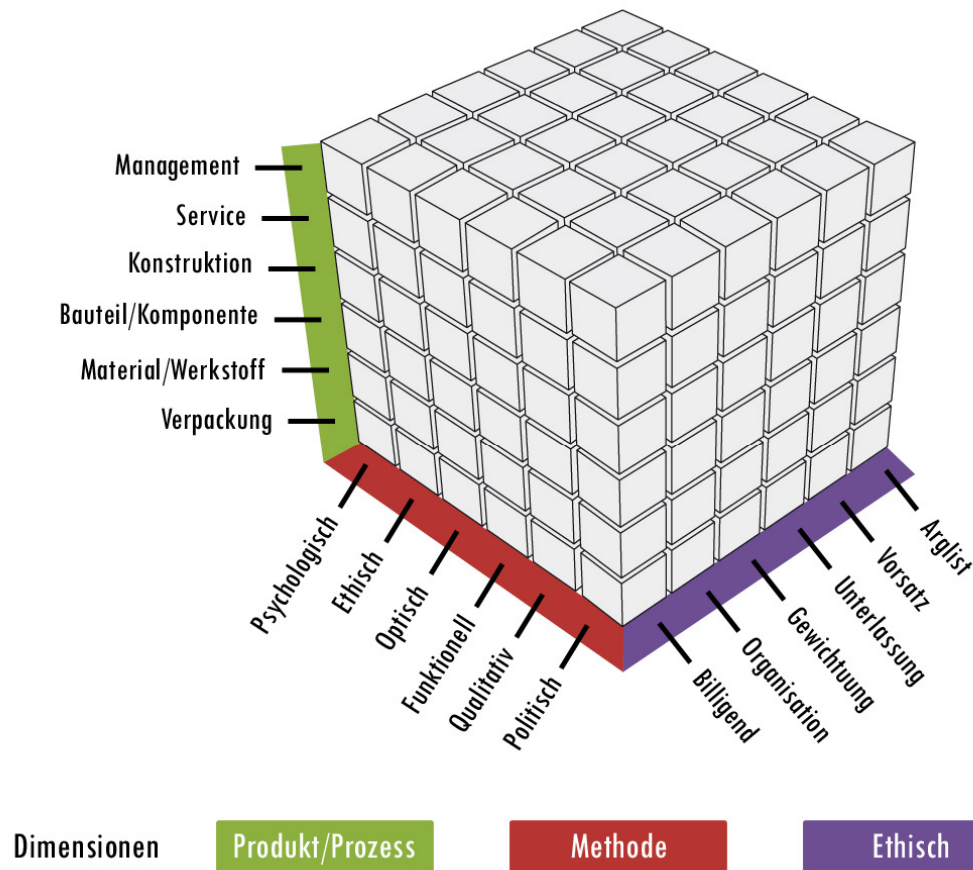 Management
Service
Konstruktion
Bauteil/Komponente
Material/Werkstoff
Verpackung
Psychologisch
Ethisch
Optisch
Funktionell
Qualitativ
Politisch
Billigend
Organisation
Gewichtuung
Unterlassung
Vorsatz
Arglist
Dimensionen
Produkt/Prozess
Methode
Ethisch